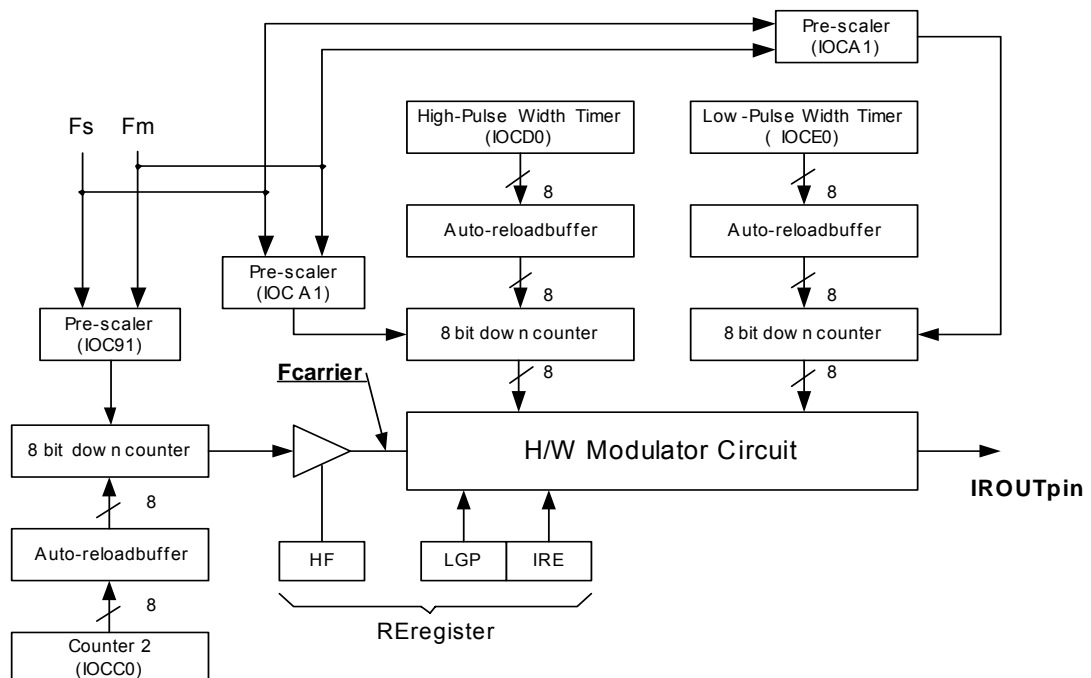 Pre-scaler
(IOCA1)
Fs Fm
High-Pulse Width Timer
(IOCD0)
Low-Pulse Width Timer
( IOCE0)
8
8
Auto-reloadbuffer
Auto-reloadbuffer
Pre-scaler
(IOC A1)
8
8
Pre-scaler
(IOC91)
8 bit dow n counter
8 bit dow n counter
Fcarrier
8
8
8 bit dow n counter
H/W Modulator Circuit
IROUTpin
8
Auto-reloadbuffer
HF
LGP
IRE
8
REregister
Counter 2
(IOCC0)